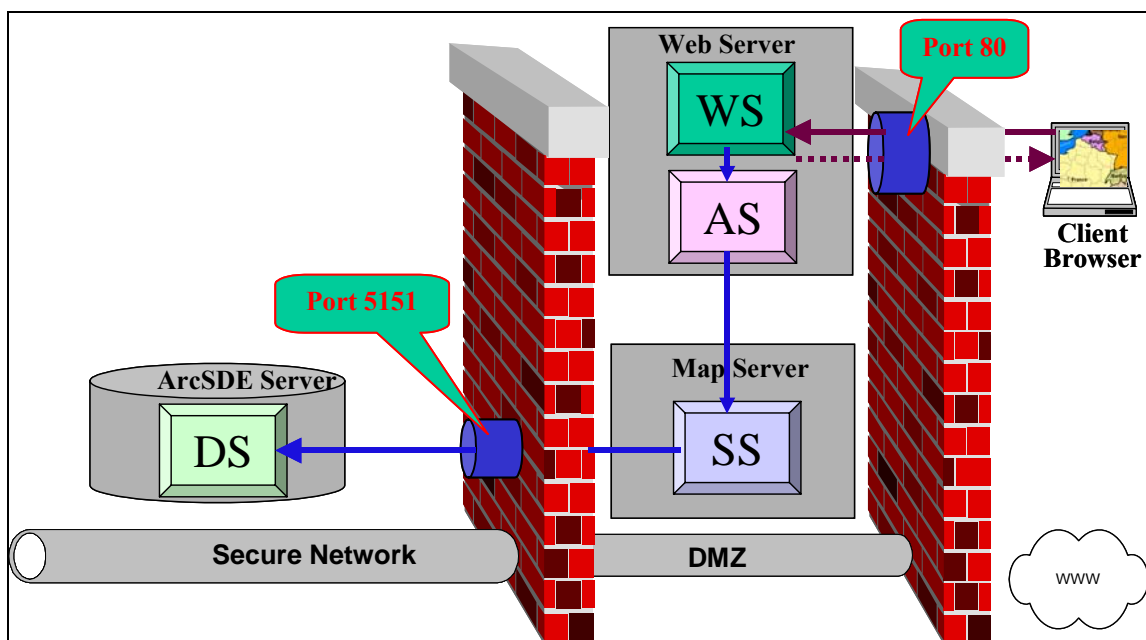 Web Server
Port 80
WS
AS
Client
Browser
Port 5151
ArcSDE Server
Map Server
DS
SS
Secure Network
DMZ
www